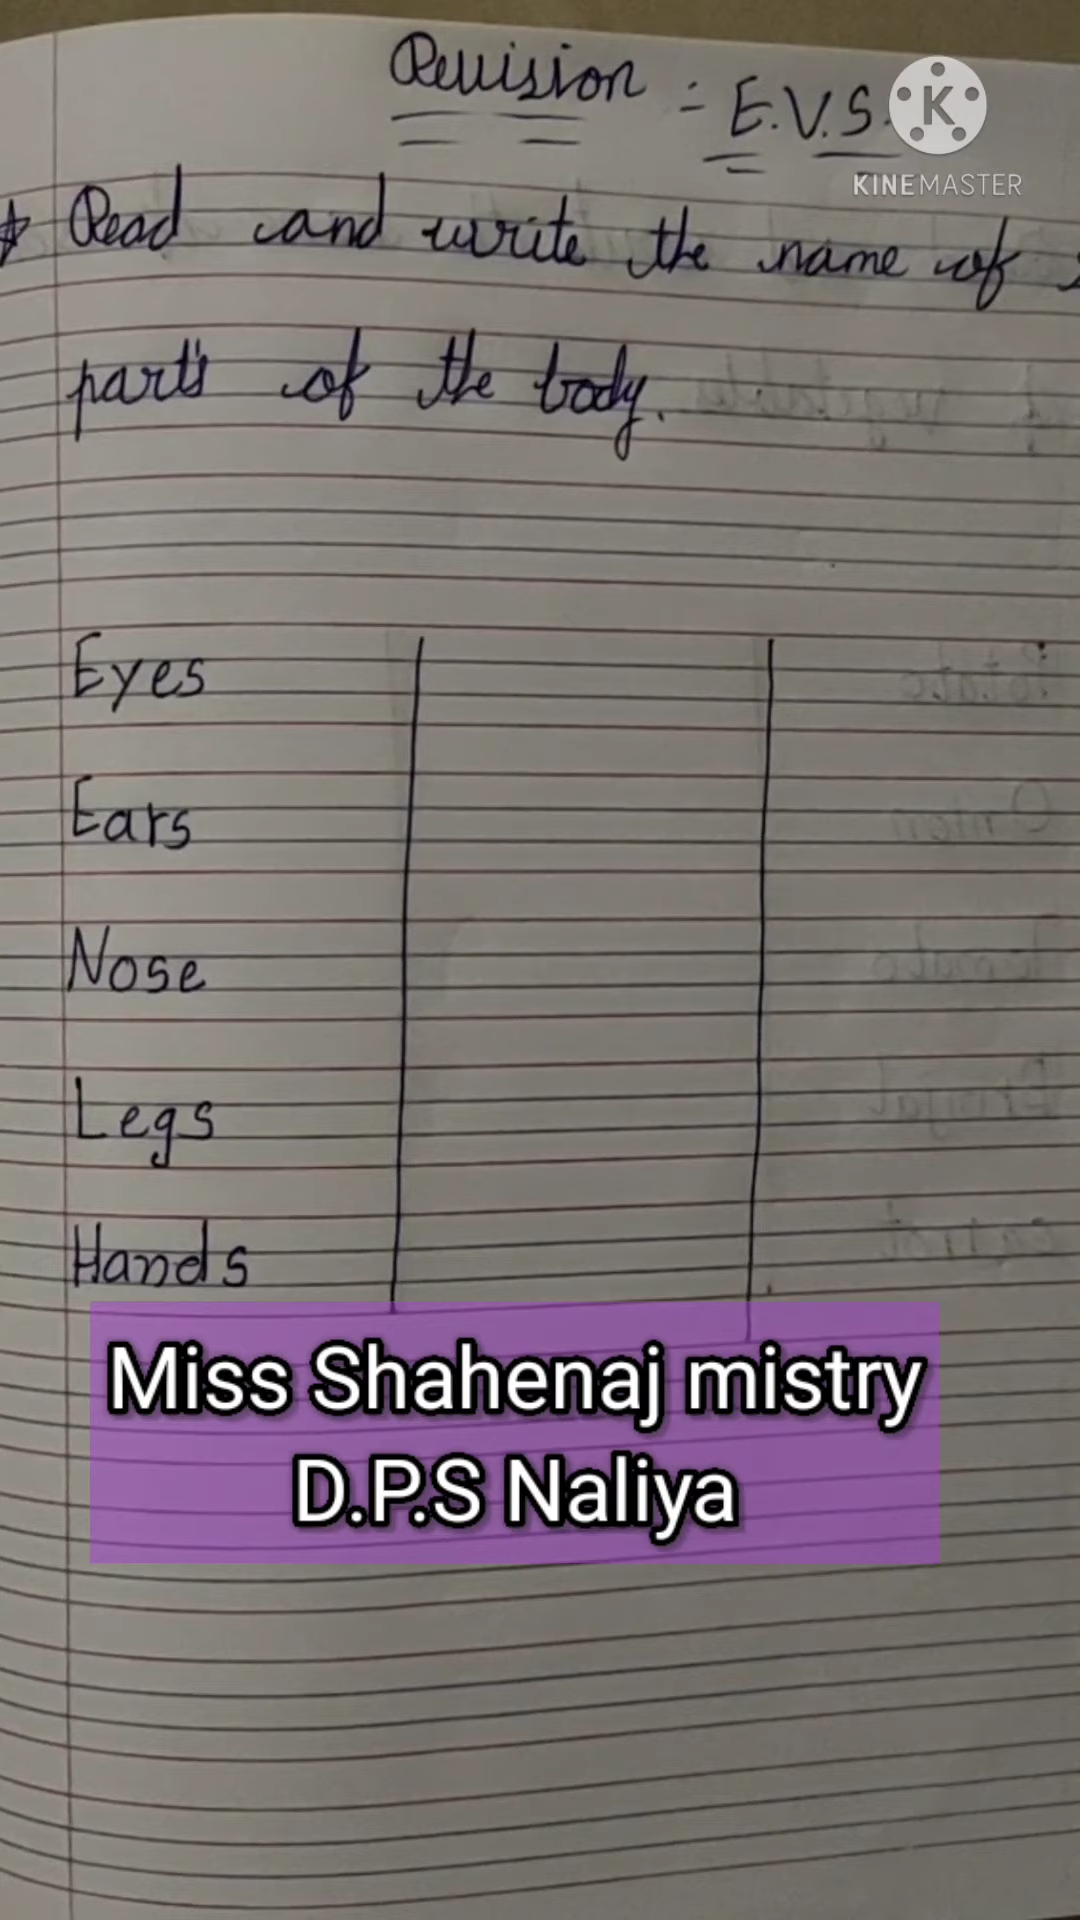 Revision - E.V.S.
K
KINEMASTER
* Read and write the name of
parts of the body.
Eyes
Ears
Nose
Legs
Hands
Miss Shahenaj mistry
D.P.S Naliya